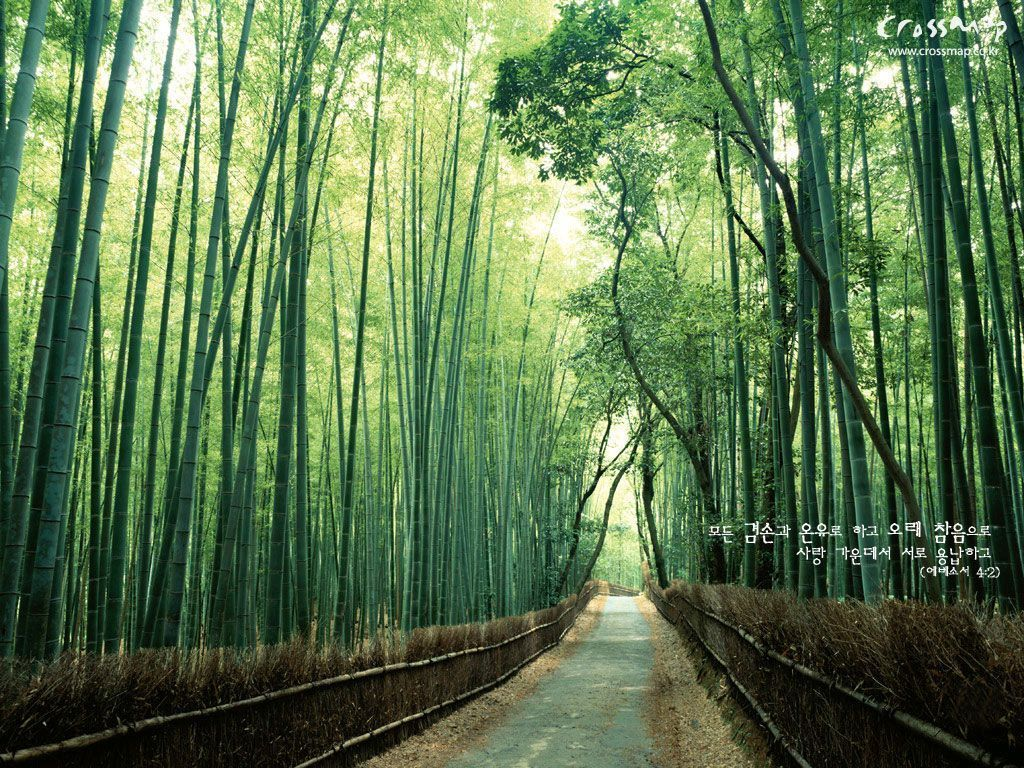 crossmap
www.crossmap.co.kr
모든 겸손과 온유로 하고 오래 참음으로
사랑 가운데서 서로 용납하고
(에베소서 4:2)